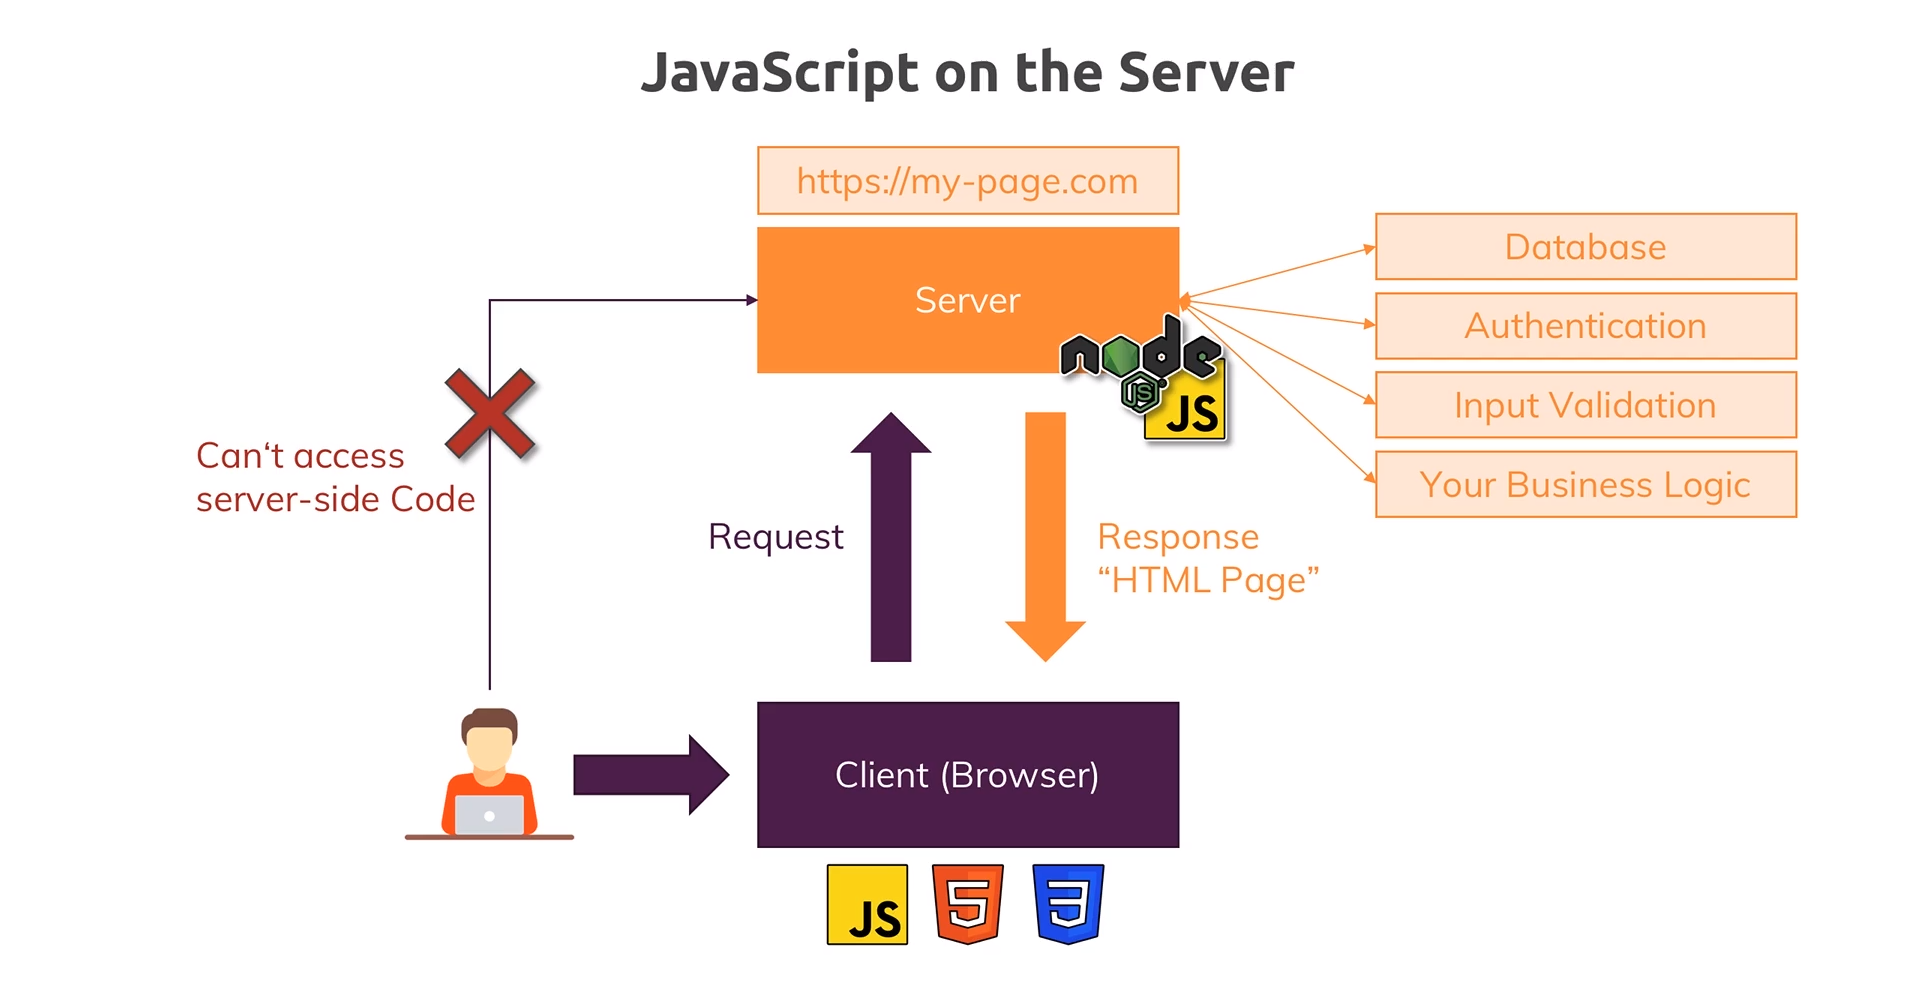 JavaScript on the Server
https://my-page.com
Server
node
JS
JS
Database
Authentication
Input Validation
Your Business Logic
Can‘t access
server-side Code
Request
Response
“HTML Page”
Client (Browser)
JS
5
3